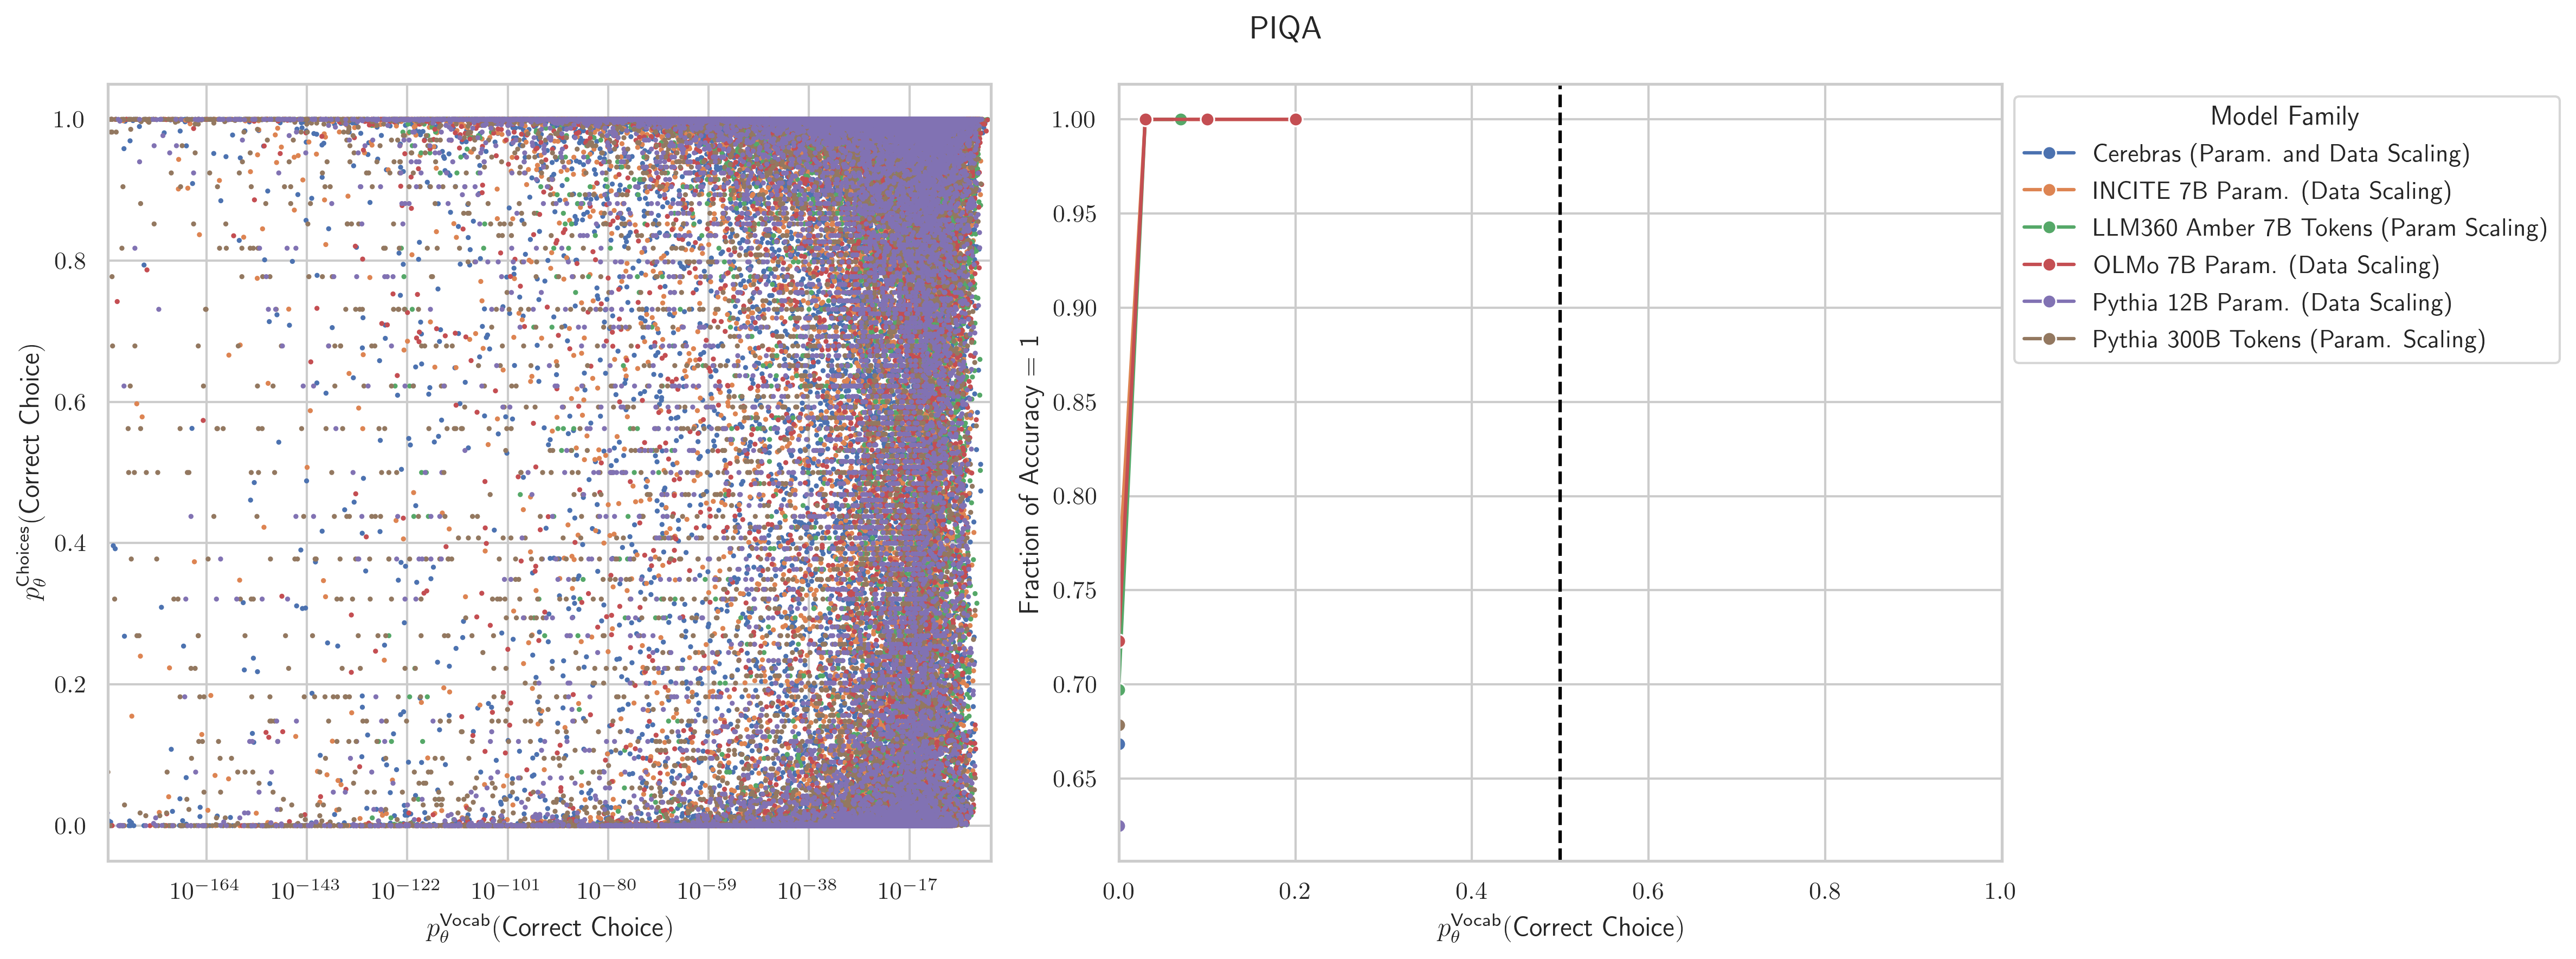 PIQA
1.0
0.8
0.6
0.4
0.2
0.0
p_θ^Choices(Correct Choice)
10^−164 10^−143 10^−122 10^−101 10^−80 10^−59 10^−38 10^−17
p_θ^Vocab(Correct Choice)
1.00
0.95
0.90
0.85
0.80
0.75
0.70
0.65
Fraction of Accuracy = 1
0.0 0.2 0.4 0.6 0.8 1.0
p_θ^Vocab(Correct Choice)
Model Family
Cerebras (Param. and Data Scaling)
INCITE 7B Param. (Data Scaling)
LLM360 Amber 7B Tokens (Param Scaling)
OLMo 7B Param. (Data Scaling)
Pythia 12B Param. (Data Scaling)
Pythia 300B Tokens (Param. Scaling)